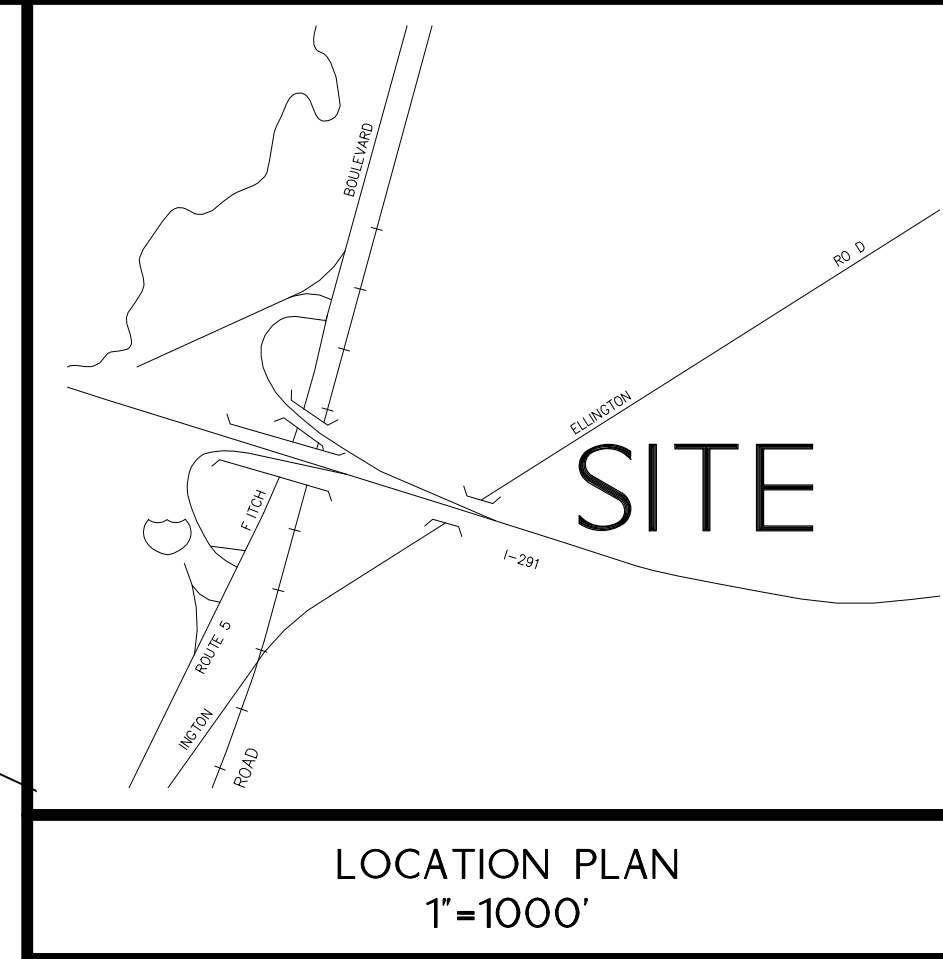 BOULEVARD
RO D
ELLINGTON
SITE
F ITCH
I-291
ROUTE 5
INGTON
ROAD
LOCATION PLAN
1"=1000'